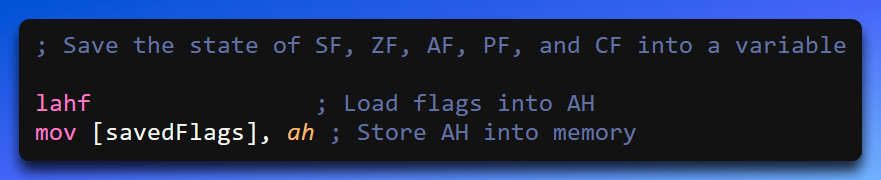 ; Save the state of SF, ZF, AF, PF, and CF into a variable
lahf ; Load flags into AH
mov [savedFlags], ah ; Store AH into memory